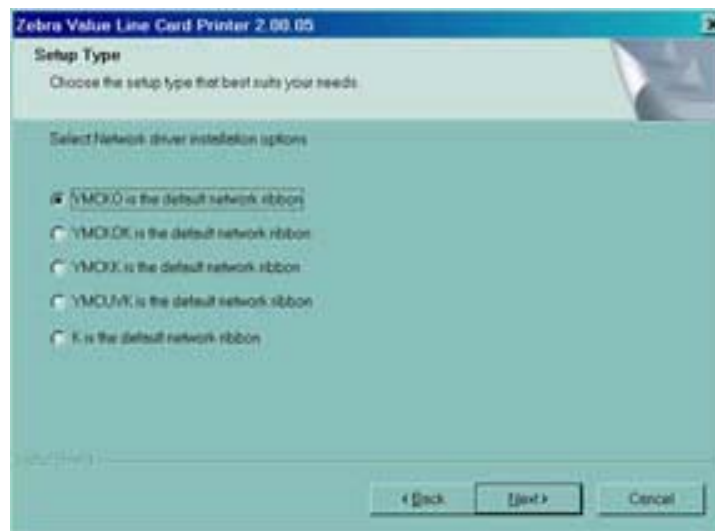 Zebra Value Line Card Printer 2.00.05
Setup Type
Choose the setup type that best suits your needs
Select Network driver installation options
YMCKO is the default network ribbon
YMCKOK is the default network ribbon
YMCKK is the default network ribbon
YMCUVK is the default network ribbon
K is the default network ribbon
< Back
Next >
Cancel